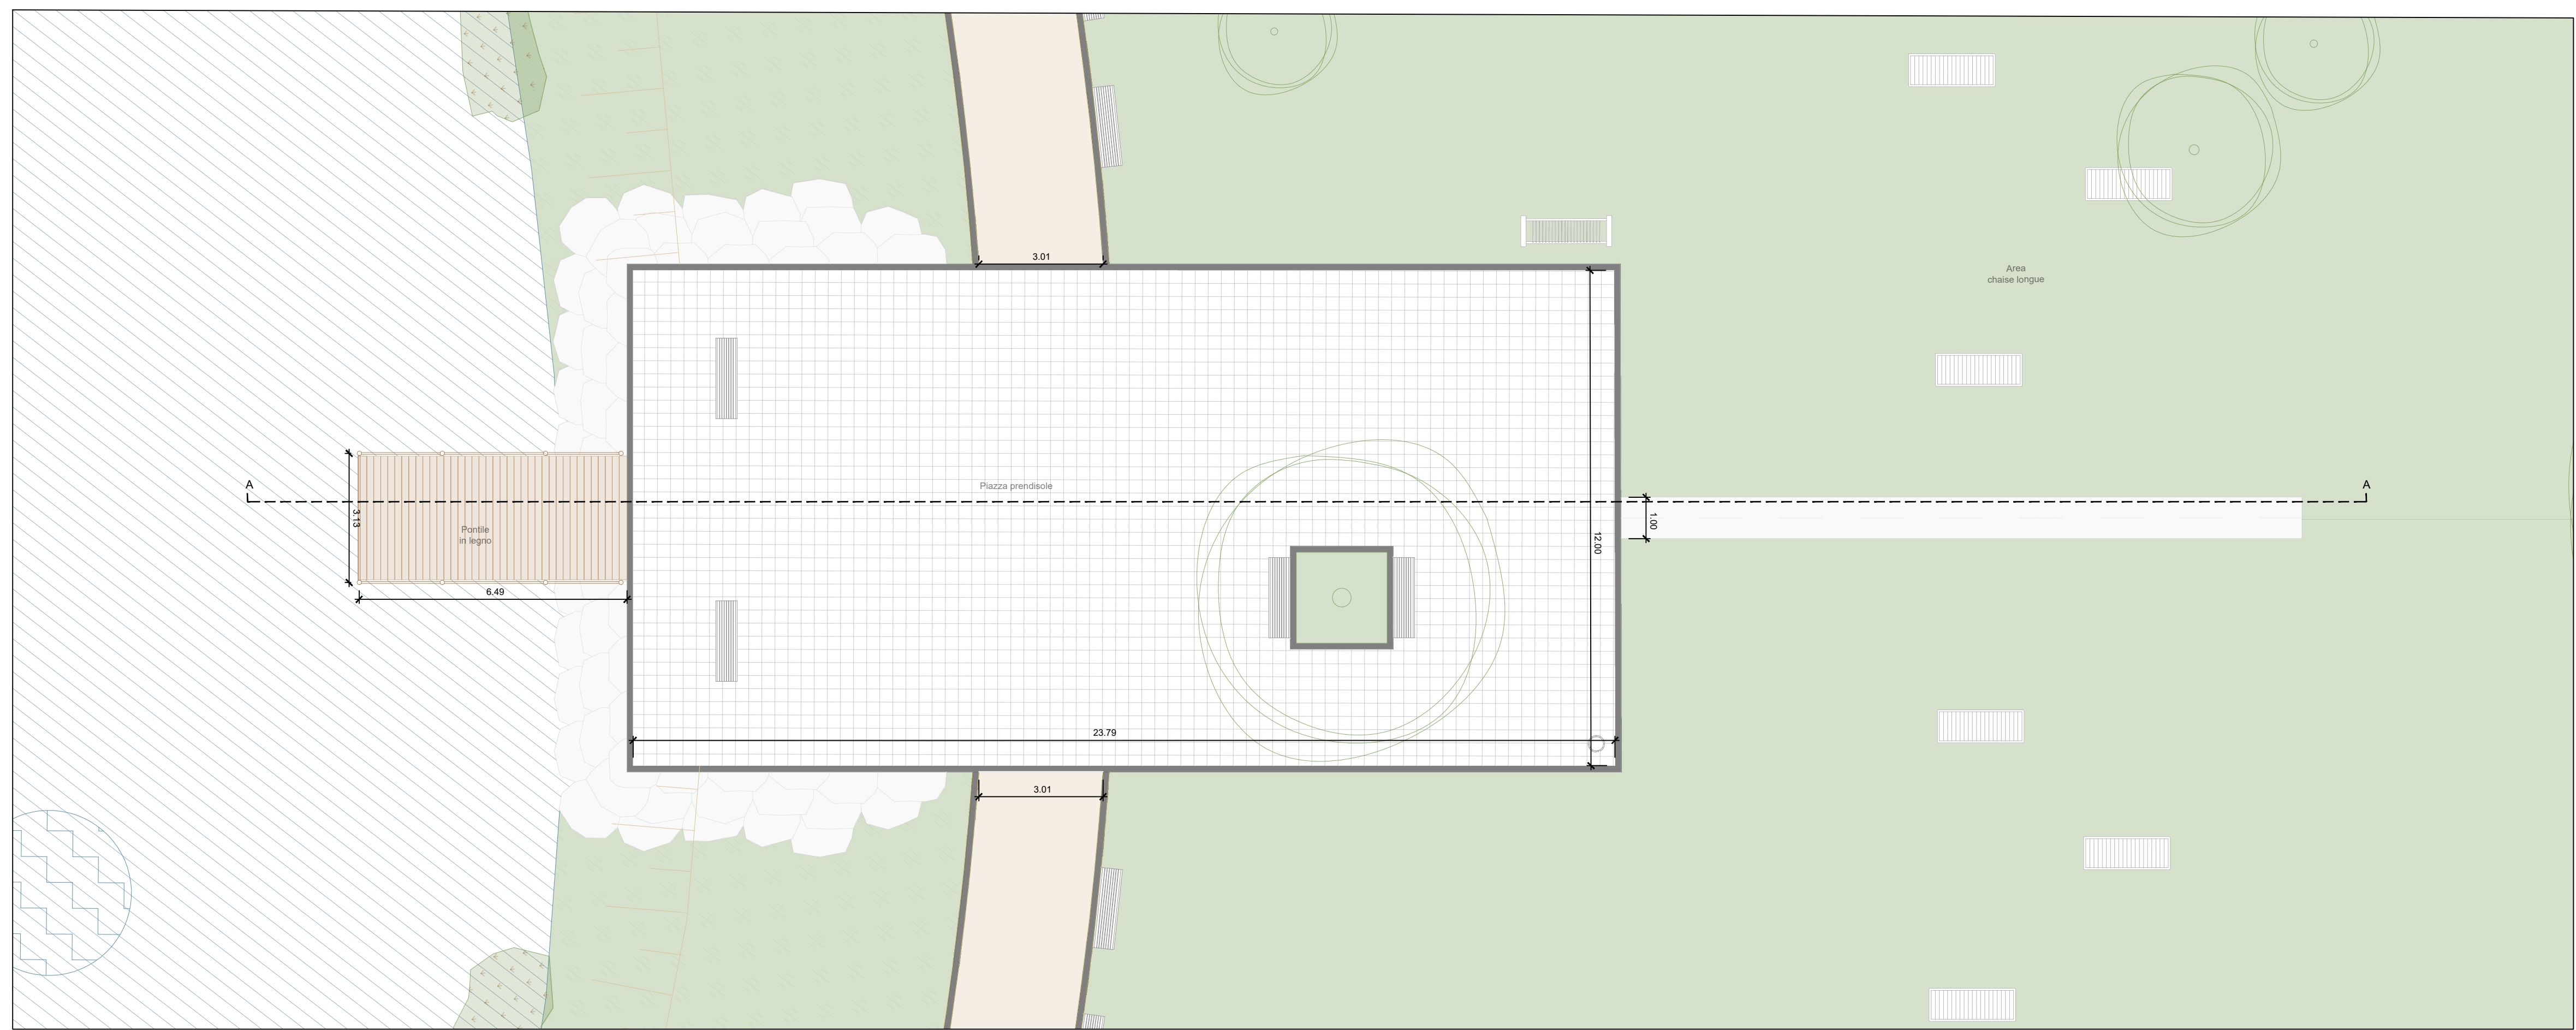 3.01
Area
chaise longue
A
A
Piazza prendisole
3.13
Pontile
in legno
1.00
12.00
6.49
23.79
3.01